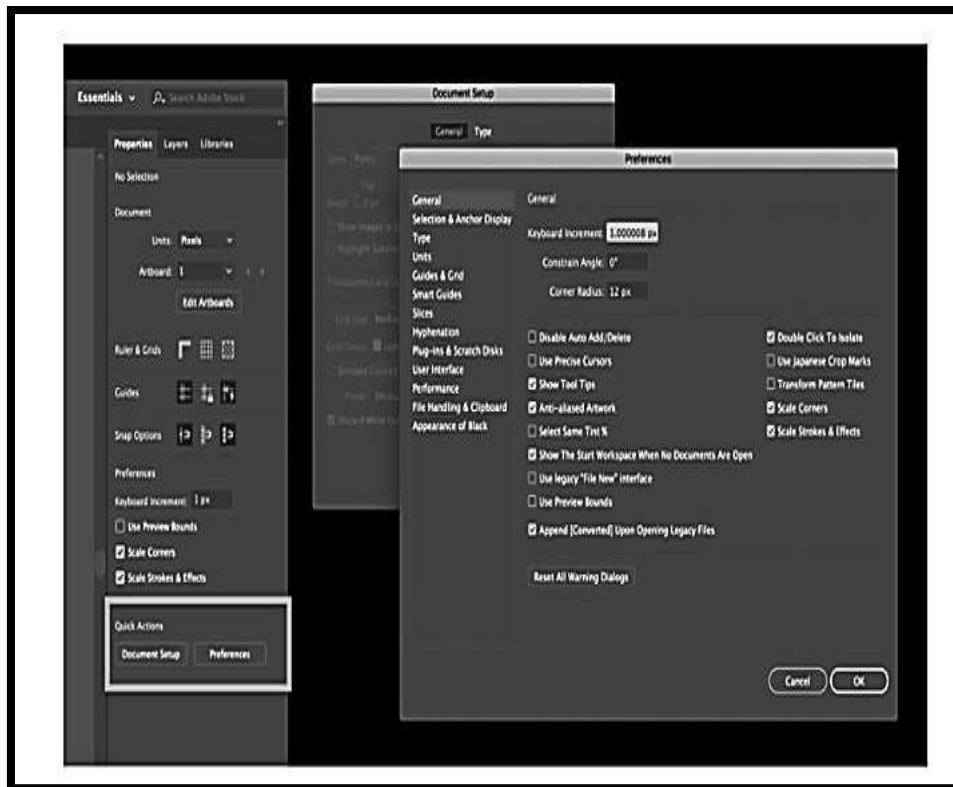 Essentials
Search Adobe Stock
Properties Layers Libraries
No Selection
Document
Units: Pixels
Artboard: 1
Edit Artboards
Ruler & Grids
Guides
Snap Options
Preferences
Keyboard Increment: 1 px
Use Preview Bounds
Scale Corners
Scale Strokes & Effects
Quick Actions
Document Setup Preferences
Document Setup
General Type
Preferences
General
Selection & Anchor Display
Type
Units
Guides & Grid
Smart Guides
Slices
Hyphenation
Plug-ins & Scratch Disks
User Interface
Performance
File Handling & Clipboard
Appearance of Black
General
Keyboard Increment: 1.000008 px
Constrain Angle: 0°
Corner Radius: 12 px
Disable Auto Add/Delete
Use Precise Cursors
Show Tool Tips
Anti-aliased Artwork
Select Same Tint %
Show The Start Workspace When No Documents Are Open
Use legacy "File New" interface
Use Preview Bounds
Append [Converted] Upon Opening Legacy Files
Double Click To Isolate
Use Japanese Crop Marks
Transform Pattern Tiles
Scale Corners
Scale Strokes & Effects
Reset All Warning Dialogs
Cancel OK